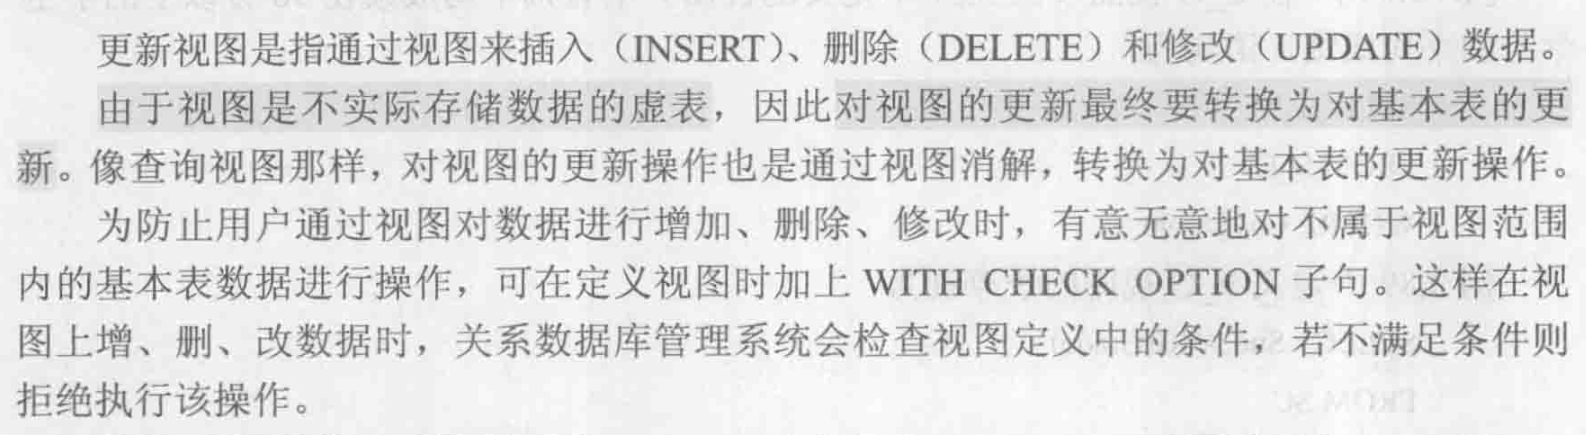 更新视图是指通过视图来插入（INSERT）、删除（DELETE）和修改（UPDATE）数据。
由于视图是不实际存储数据的虚表，因此对视图的更新最终要转换为对基本表的更
新。像查询视图那样，对视图的更新操作也是通过视图消解，转换为对基本表的更新操作。
为防止用户通过视图对数据进行增加、删除、修改时，有意无意地对不属于视图范围
内的基本表数据进行操作，可在定义视图时加上 WITH CHECK OPTION 子句。这样在视
图上增、删、改数据时，关系数据库管理系统会检查视图定义中的条件，若不满足条件则
拒绝执行该操作。